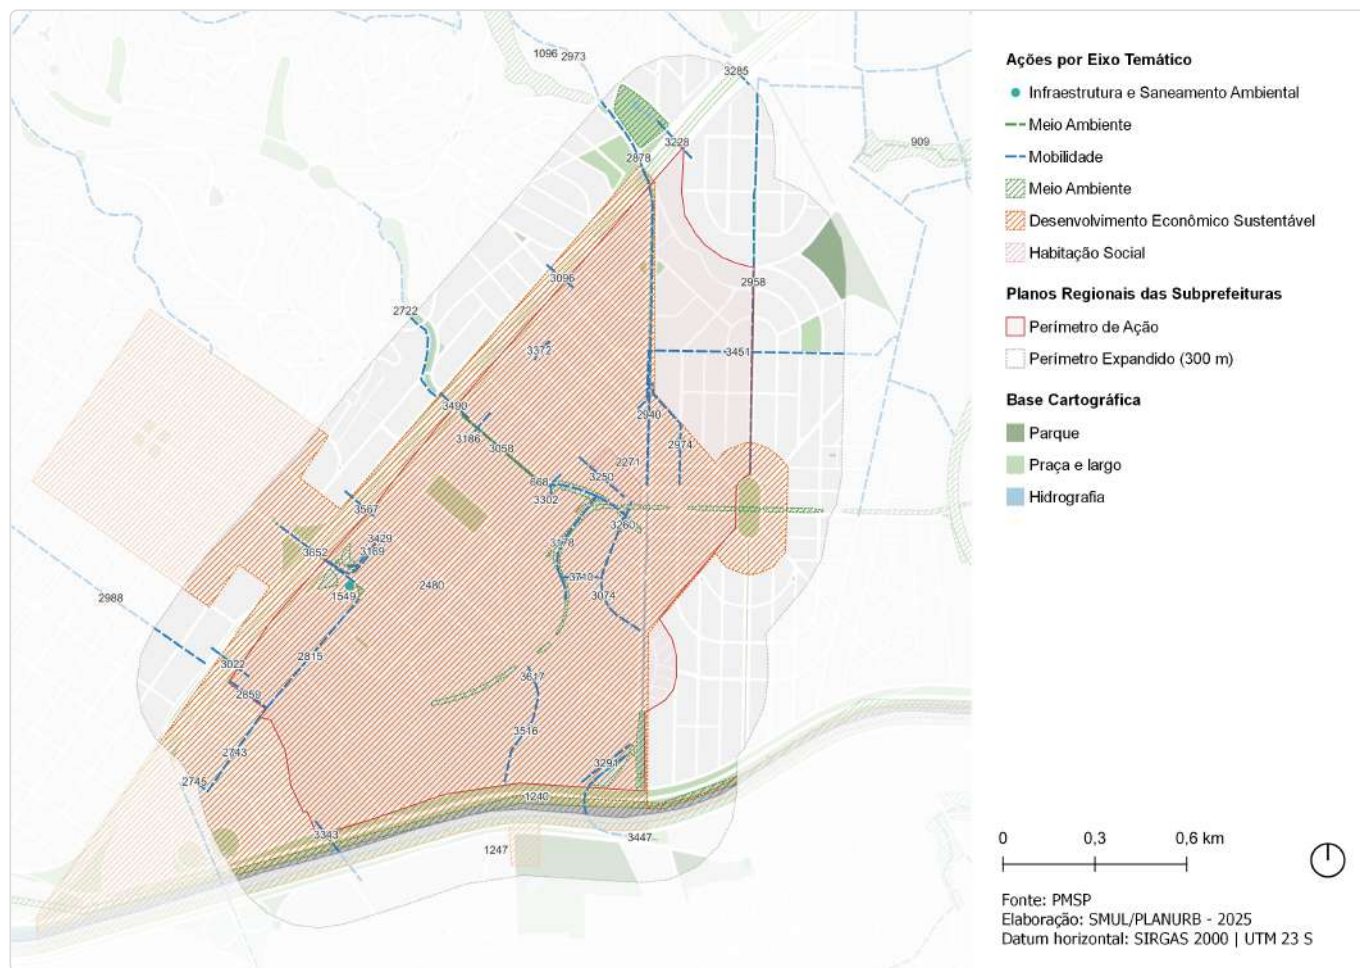 1096 2973
3285
909
3228
2878
3096
2958
2722
3372
3451
3490
2940
3186
3058
2974
2271
668
3250
3302
3567
3260
3429
3178
3852
3189
3710
2480
1549
3074
2988
2815
3022
3617
2859
3516
2743
3291
2745
1240
3343
3447
1247
Ações por Eixo Temático
Infraestrutura e Saneamento Ambiental
Meio Ambiente
Mobilidade
Meio Ambiente
Desenvolvimento Econômico Sustentável
Habitação Social
Planos Regionais das Subprefeituras
Perímetro de Ação
Perímetro Expandido (300 m)
Base Cartográfica
Parque
Praça e largo
Hidrografia
0 0,3 0,6 km
Fonte: PMSP
Elaboração: SMUL/PLANURB - 2025
Datum horizontal: SIRGAS 2000 | UTM 23 S